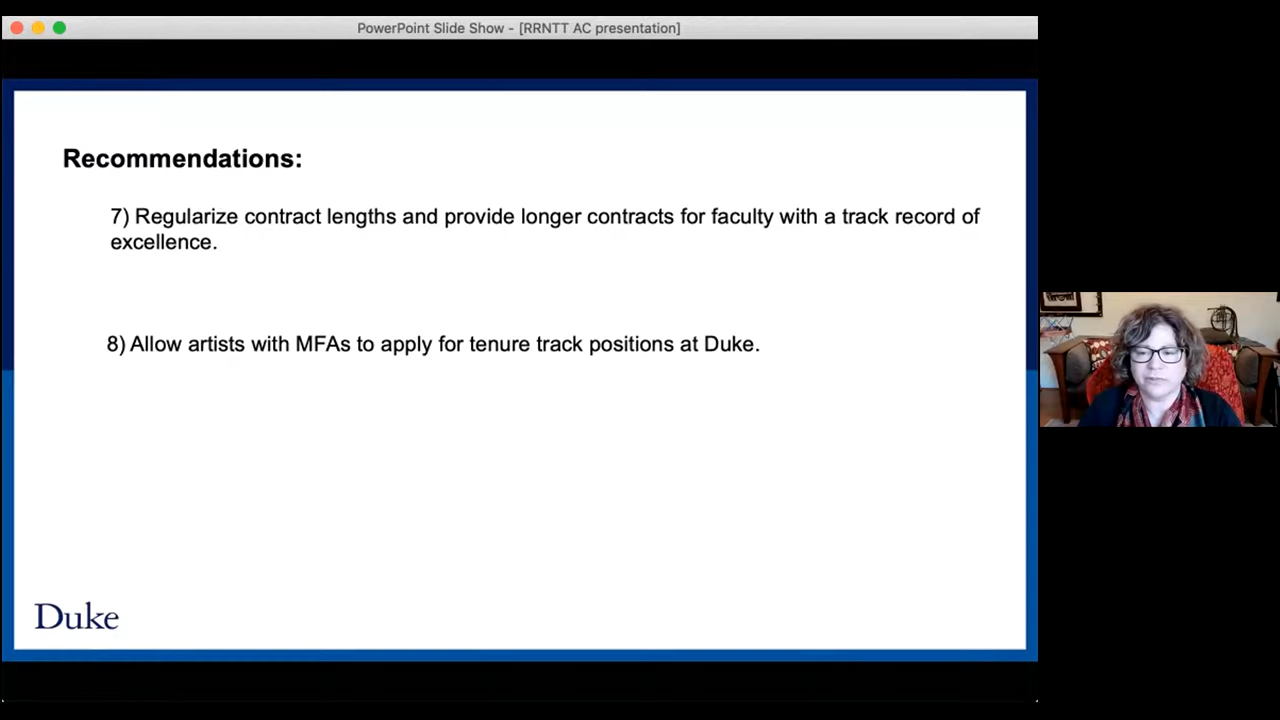 PowerPoint Slide Show - [RRNTT AC presentation]
Recommendations:
7) Regularize contract lengths and provide longer contracts for faculty with a track record of
excellence.
8) Allow artists with MFAs to apply for tenure track positions at Duke.
Duke